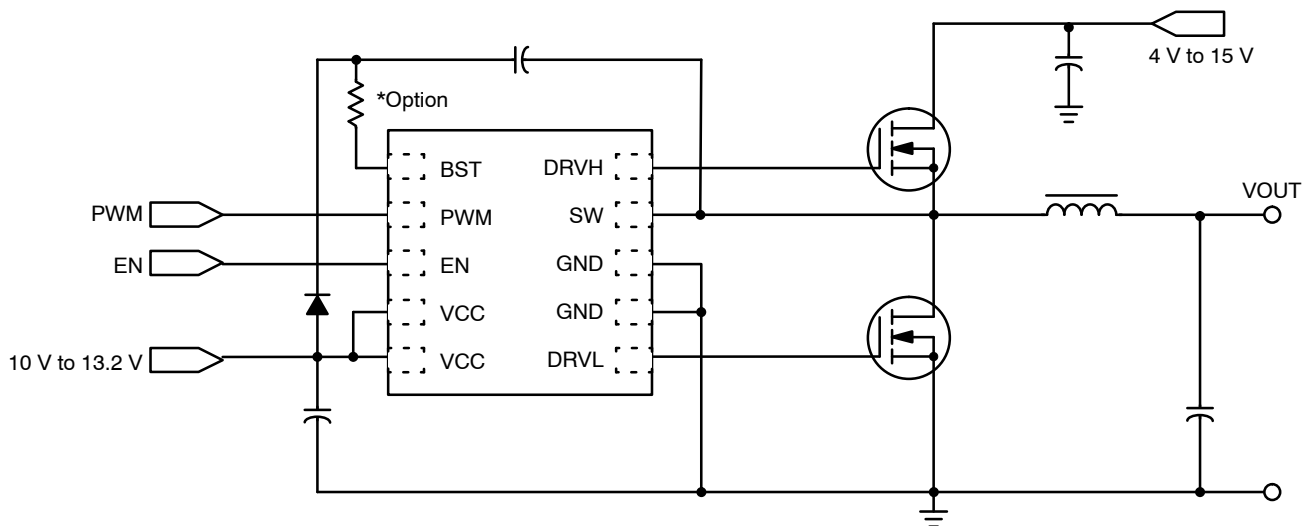 4 V to 15 V
*Option
BST
DRVH
PWM
PWM
SW
VOUT
EN
EN
GND
VCC
GND
10 V to 13.2 V
VCC
DRVL